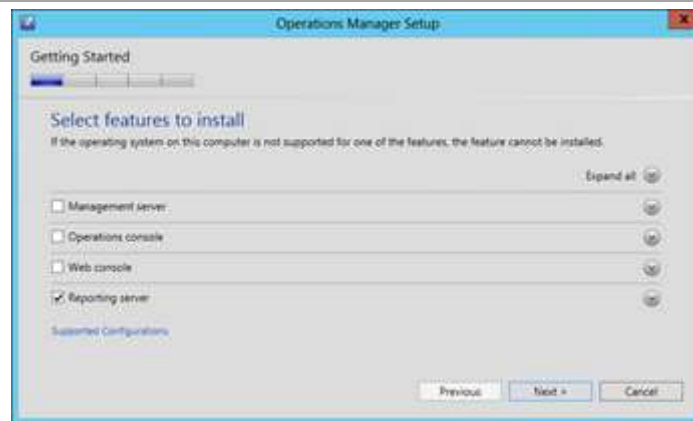 Operations Manager Setup
Getting Started
Select features to install
If the operating system on this computer is not supported for one of the features, the feature cannot be installed.
Expand all
Management server
Operations console
Web console
Reporting server
Supported Configurations
Previous Next > Cancel